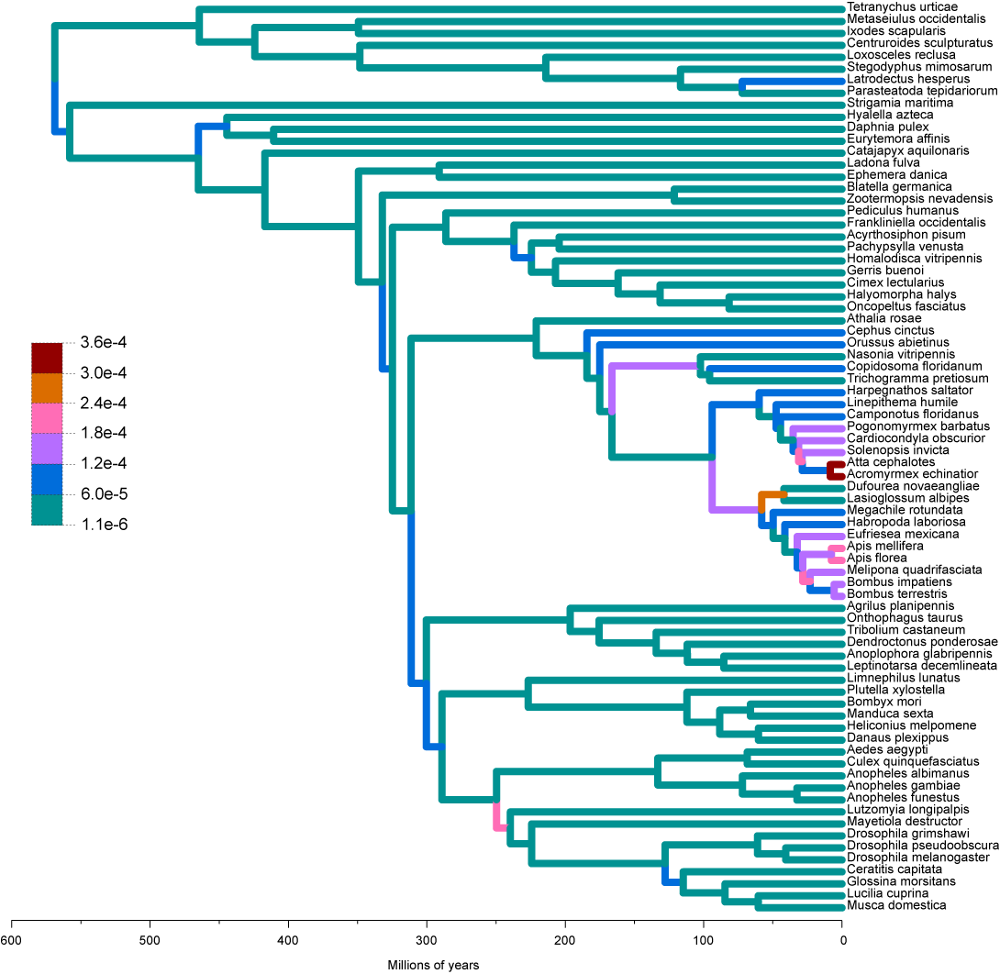 Tetranychus urticae
Metaseiulus occidentalis
Ixodes scapularis
Centruroides sculpturatus
Loxosceles reclusa
Stegodyphus mimosarum
Latrodectus hesperus
Parasteatoda tepidariorum
Strigamia maritima
Hyalella azteca
Daphnia pulex
Eurytemora affinis
Catajapyx aquilonaris
Ladona fulva
Ephemera danica
Blatella germanica
Zootermopsis nevadensis
Pediculus humanus
Frankliniella occidentalis
Acyrthosiphon pisum
Pachypsylla venusta
Homalodisca vitripennis
Gerris buenoi
Cimex lectularius
Halyomorpha halys
Oncopeltus fasciatus
Athalia rosae
Cephus cinctus
Orussus abietinus
Nasonia vitripennis
Copidosoma floridanum
Trichogramma pretiosum
Harpegnathos saltator
Linepithema humile
Camponotus floridanus
Pogonomyrmex barbatus
Cardiocondyla obscurior
Solenopsis invicta
Atta cephalotes
Acromyrmex echinatior
Dufourea novaeangliae
Lasioglossum albipes
Megachile rotundata
Habropoda laboriosa
Eufriesea mexicana
Apis mellifera
Apis florea
Melipona quadrifasciata
Bombus impatiens
Bombus terrestris
Agrilus planipennis
Onthophagus taurus
Tribolium castaneum
Dendroctonus ponderosae
Anoplophora glabripennis
Leptinotarsa decemlineata
Limnephilus lunatus
Plutella xylostella
Bombyx mori
Manduca sexta
Heliconius melpomene
Danaus plexippus
Aedes aegypti
Culex quinquefasciatus
Anopheles albimanus
Anopheles gambiae
Anopheles funestus
Lutzomyia longipalpis
Mayetiola destructor
Drosophila grimshawi
Drosophila pseudoobscura
Drosophila melanogaster
Ceratitis capitata
Glossina morsitans
Lucilia cuprina
Musca domestica
3.6e-4
3.0e-4
2.4e-4
1.8e-4
1.2e-4
6.0e-5
1.1e-6
600 500 400 300 200 100 0
Millions of years